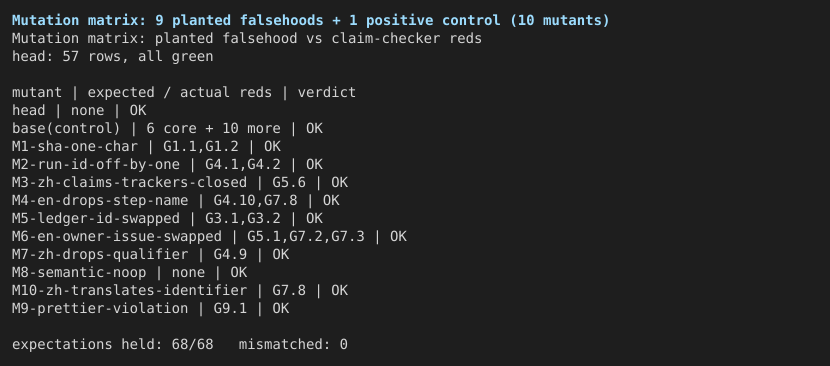 Mutation matrix: 9 planted falsehoods + 1 positive control (10 mutants)
Mutation matrix: planted falsehood vs claim-checker reds
head: 57 rows, all green
mutant | expected / actual reds | verdict
head | none | OK
base(control) | 6 core + 10 more | OK
M1-sha-one-char | G1.1,G1.2 | OK
M2-run-id-off-by-one | G4.1,G4.2 | OK
M3-zh-claims-trackers-closed | G5.6 | OK
M4-en-drops-step-name | G4.10,G7.8 | OK
M5-ledger-id-swapped | G3.1,G3.2 | OK
M6-en-owner-issue-swapped | G5.1,G7.2,G7.3 | OK
M7-zh-drops-qualifier | G4.9 | OK
M8-semantic-noop | none | OK
M10-zh-translates-identifier | G7.8 | OK
M9-prettier-violation | G9.1 | OK
expectations held: 68/68   mismatched: 0